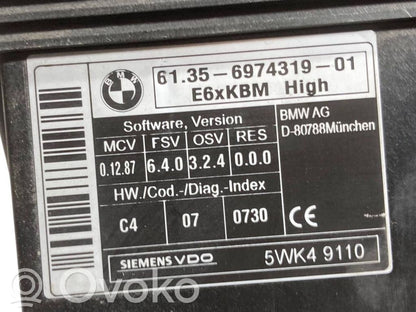 BMW
61.35-6974319-01
E6xKBM High
Software, Version
MCV FSV OSV RES
0.12.87 6.4.0 3.2.4 0.0.0
HW./Cod.-/Diag.-Index
C4 07 0730
BMW AG
D-80788München
CE
SIEMENS VDO 5WK4 9110
OVOKO
ovoko